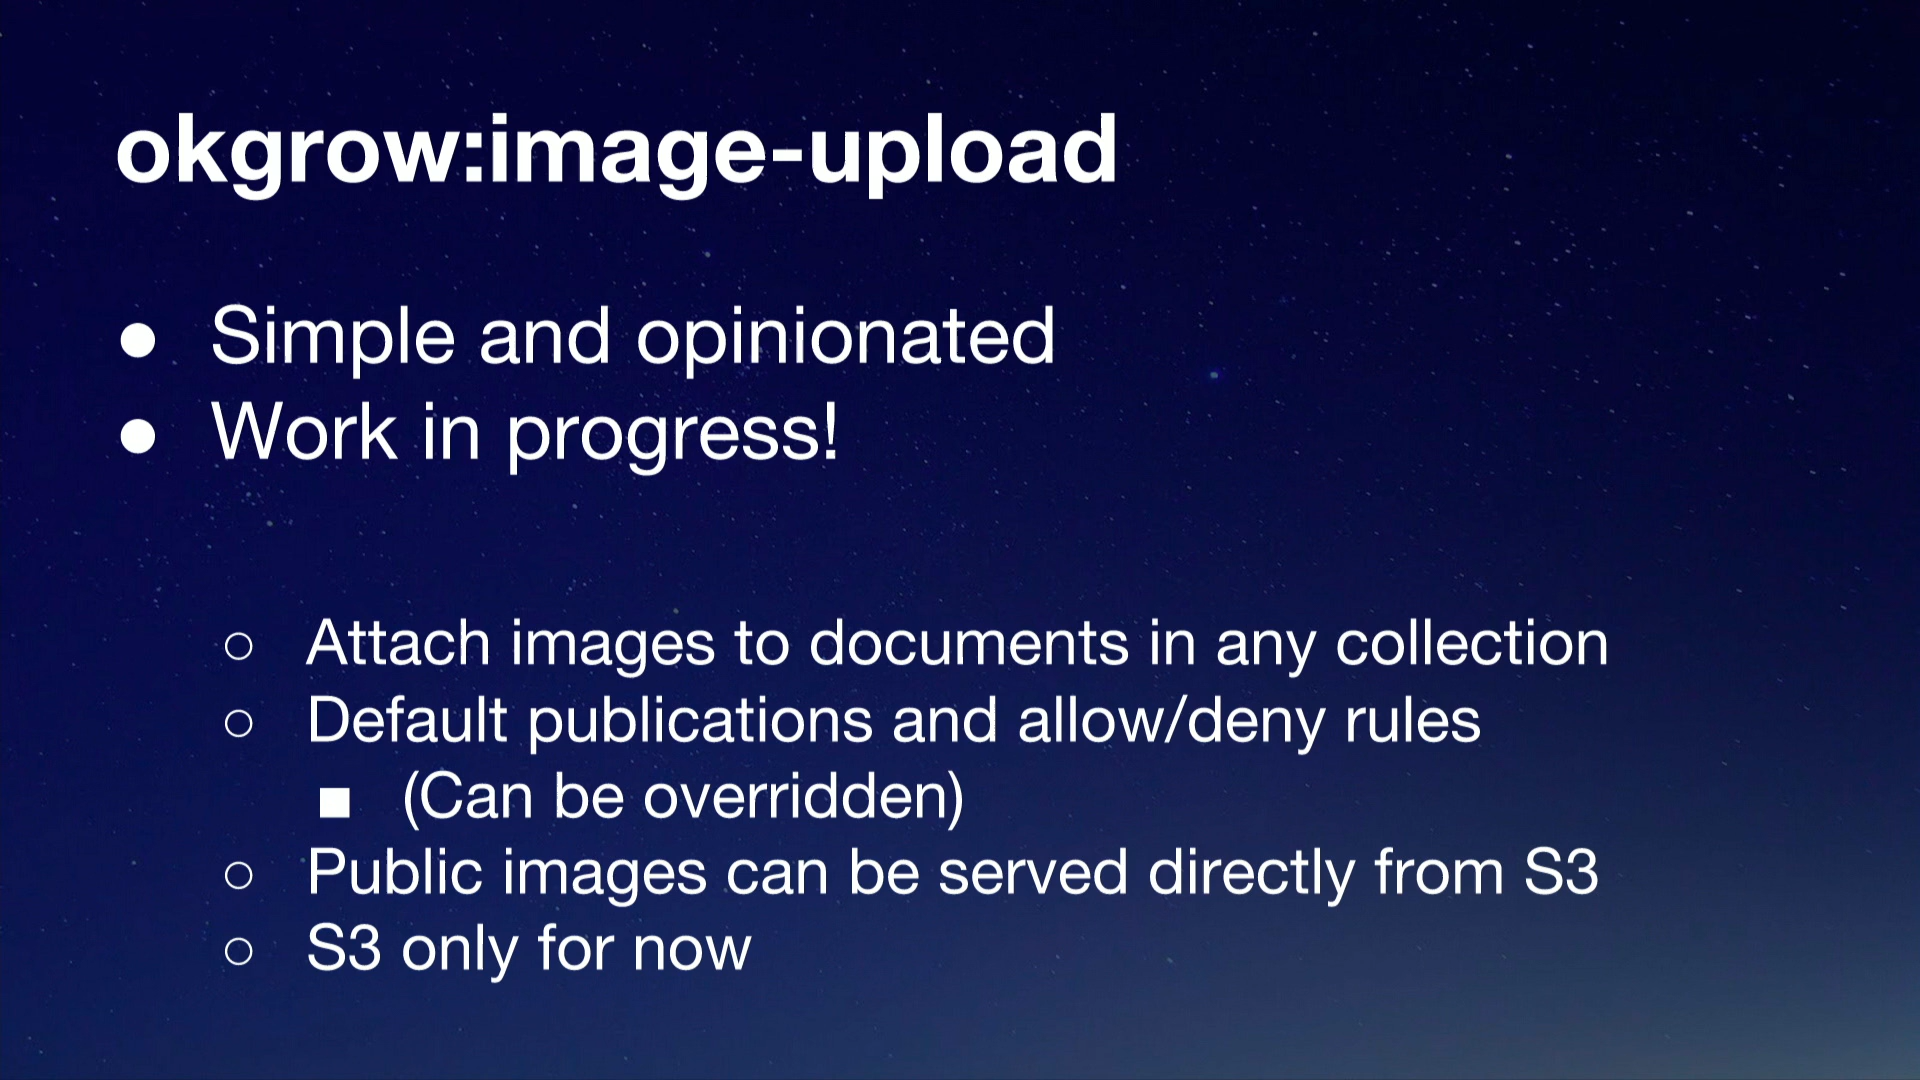 okgrow:image-upload
● Simple and opinionated
● Work in progress!
○ Attach images to documents in any collection
○ Default publications and allow/deny rules
■ (Can be overridden)
○ Public images can be served directly from S3
○ S3 only for now